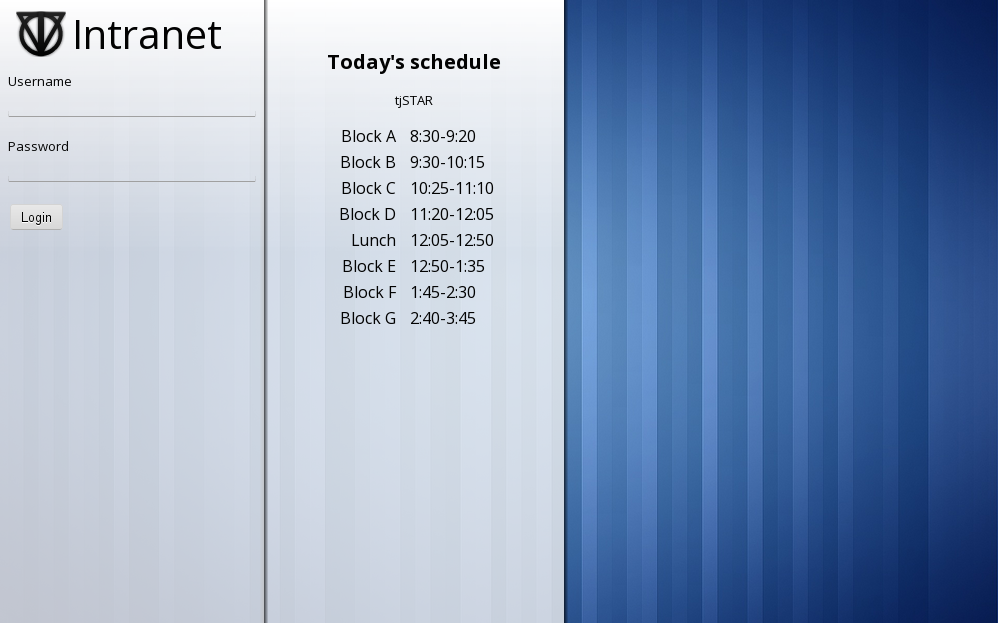 Intranet
Username
Password
Login
Today's schedule
tjSTAR
Block A 8:30-9:20
Block B 9:30-10:15
Block C 10:25-11:10
Block D 11:20-12:05
Lunch 12:05-12:50
Block E 12:50-1:35
Block F 1:45-2:30
Block G 2:40-3:45